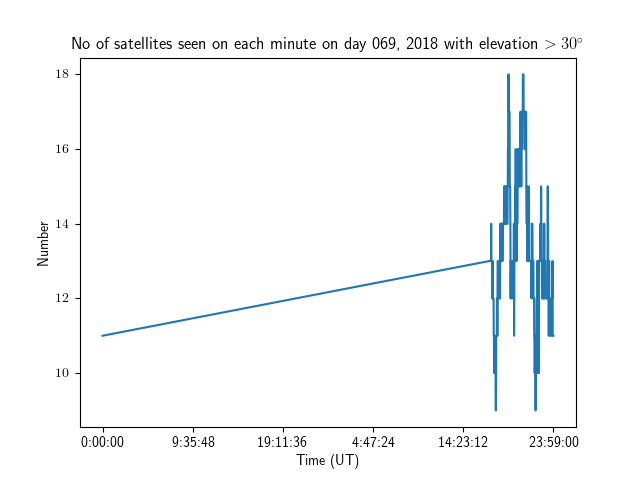 No of satellites seen on each minute on day 069, 2018 with elevation > 30°
18
16
14
12
10
Number
0:00:00 9:35:48 19:11:36 4:47:24 14:23:12 23:59:00
Time (UT)